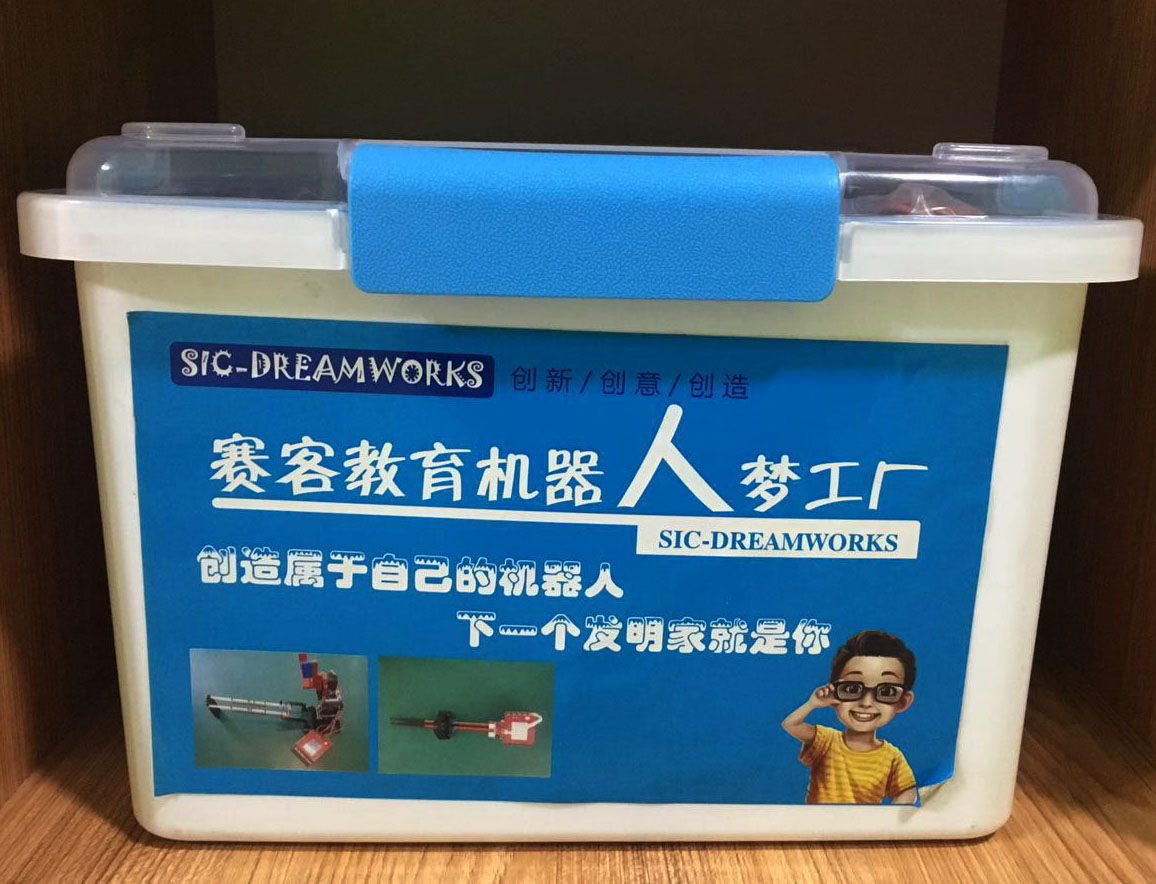 SIC-DREAMWORKS 创新/创意/创造
赛客教育机器人梦工厂
SIC-DREAMWORKS
创造属于自己的机器人
下一个发明家就是你